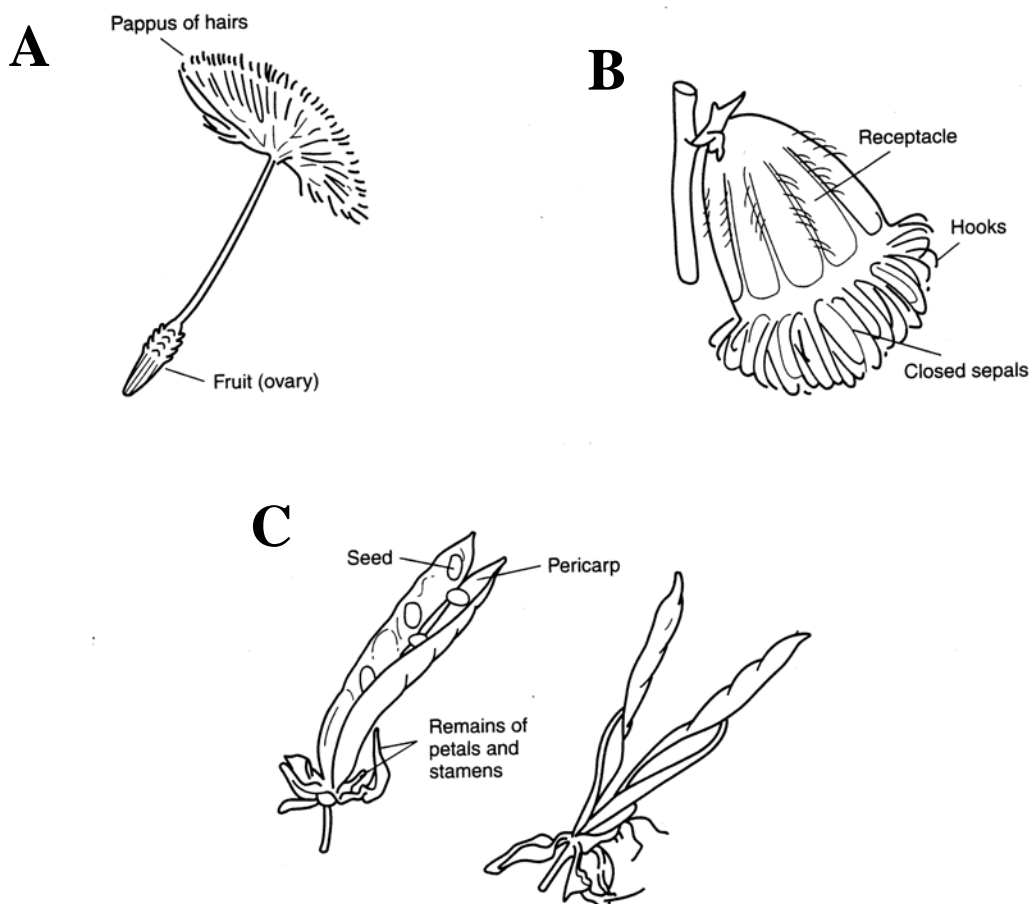 A
Pappus of hairs
Fruit (ovary)
B
Receptacle
Hooks
Closed sepals
C
Seed
Pericarp
Remains of
petals and
stamens